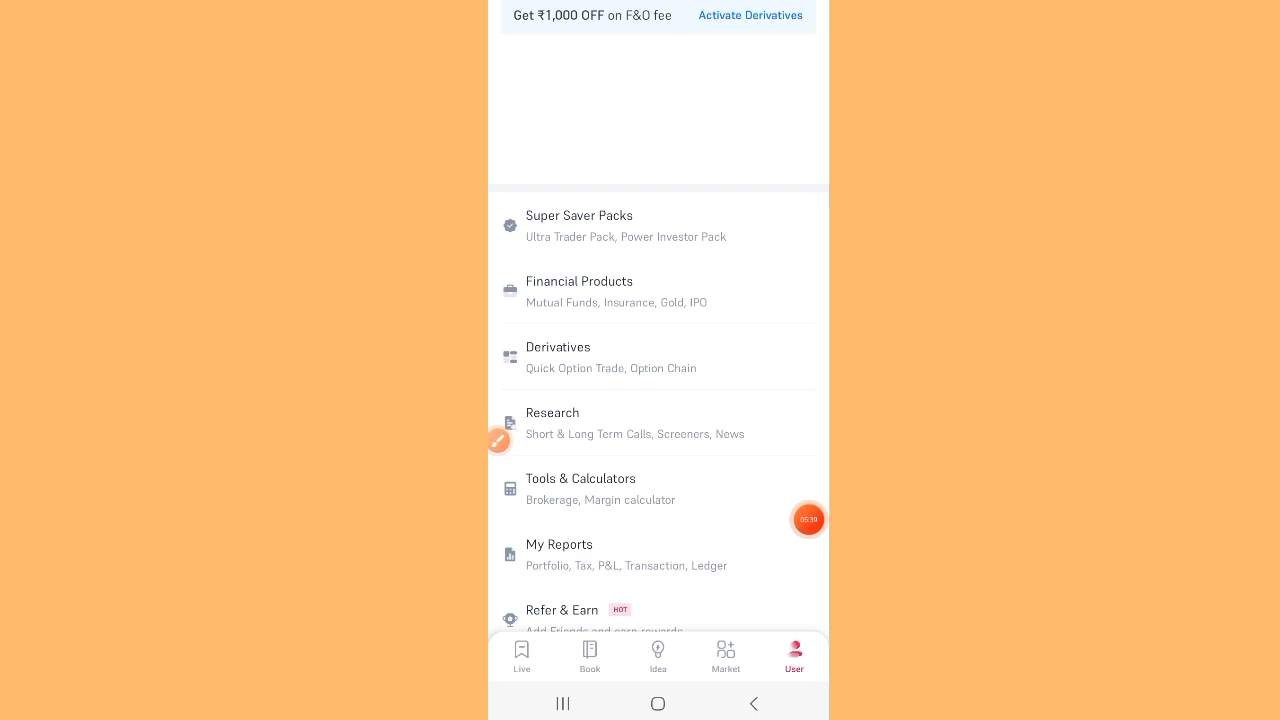 Get ₹1,000 OFF on F&O fee Activate Derivatives
Super Saver Packs
Ultra Trader Pack, Power Investor Pack
Financial Products
Mutual Funds, Insurance, Gold, IPO
Derivatives
Quick Option Trade, Option Chain
Research
Short & Long Term Calls, Screeners, News
Tools & Calculators
Brokerage, Margin calculator
05:39
My Reports
Portfolio, Tax, P&L, Transaction, Ledger
Refer & Earn HOT
Add Friends and earn rewards
Live Book Idea Market User